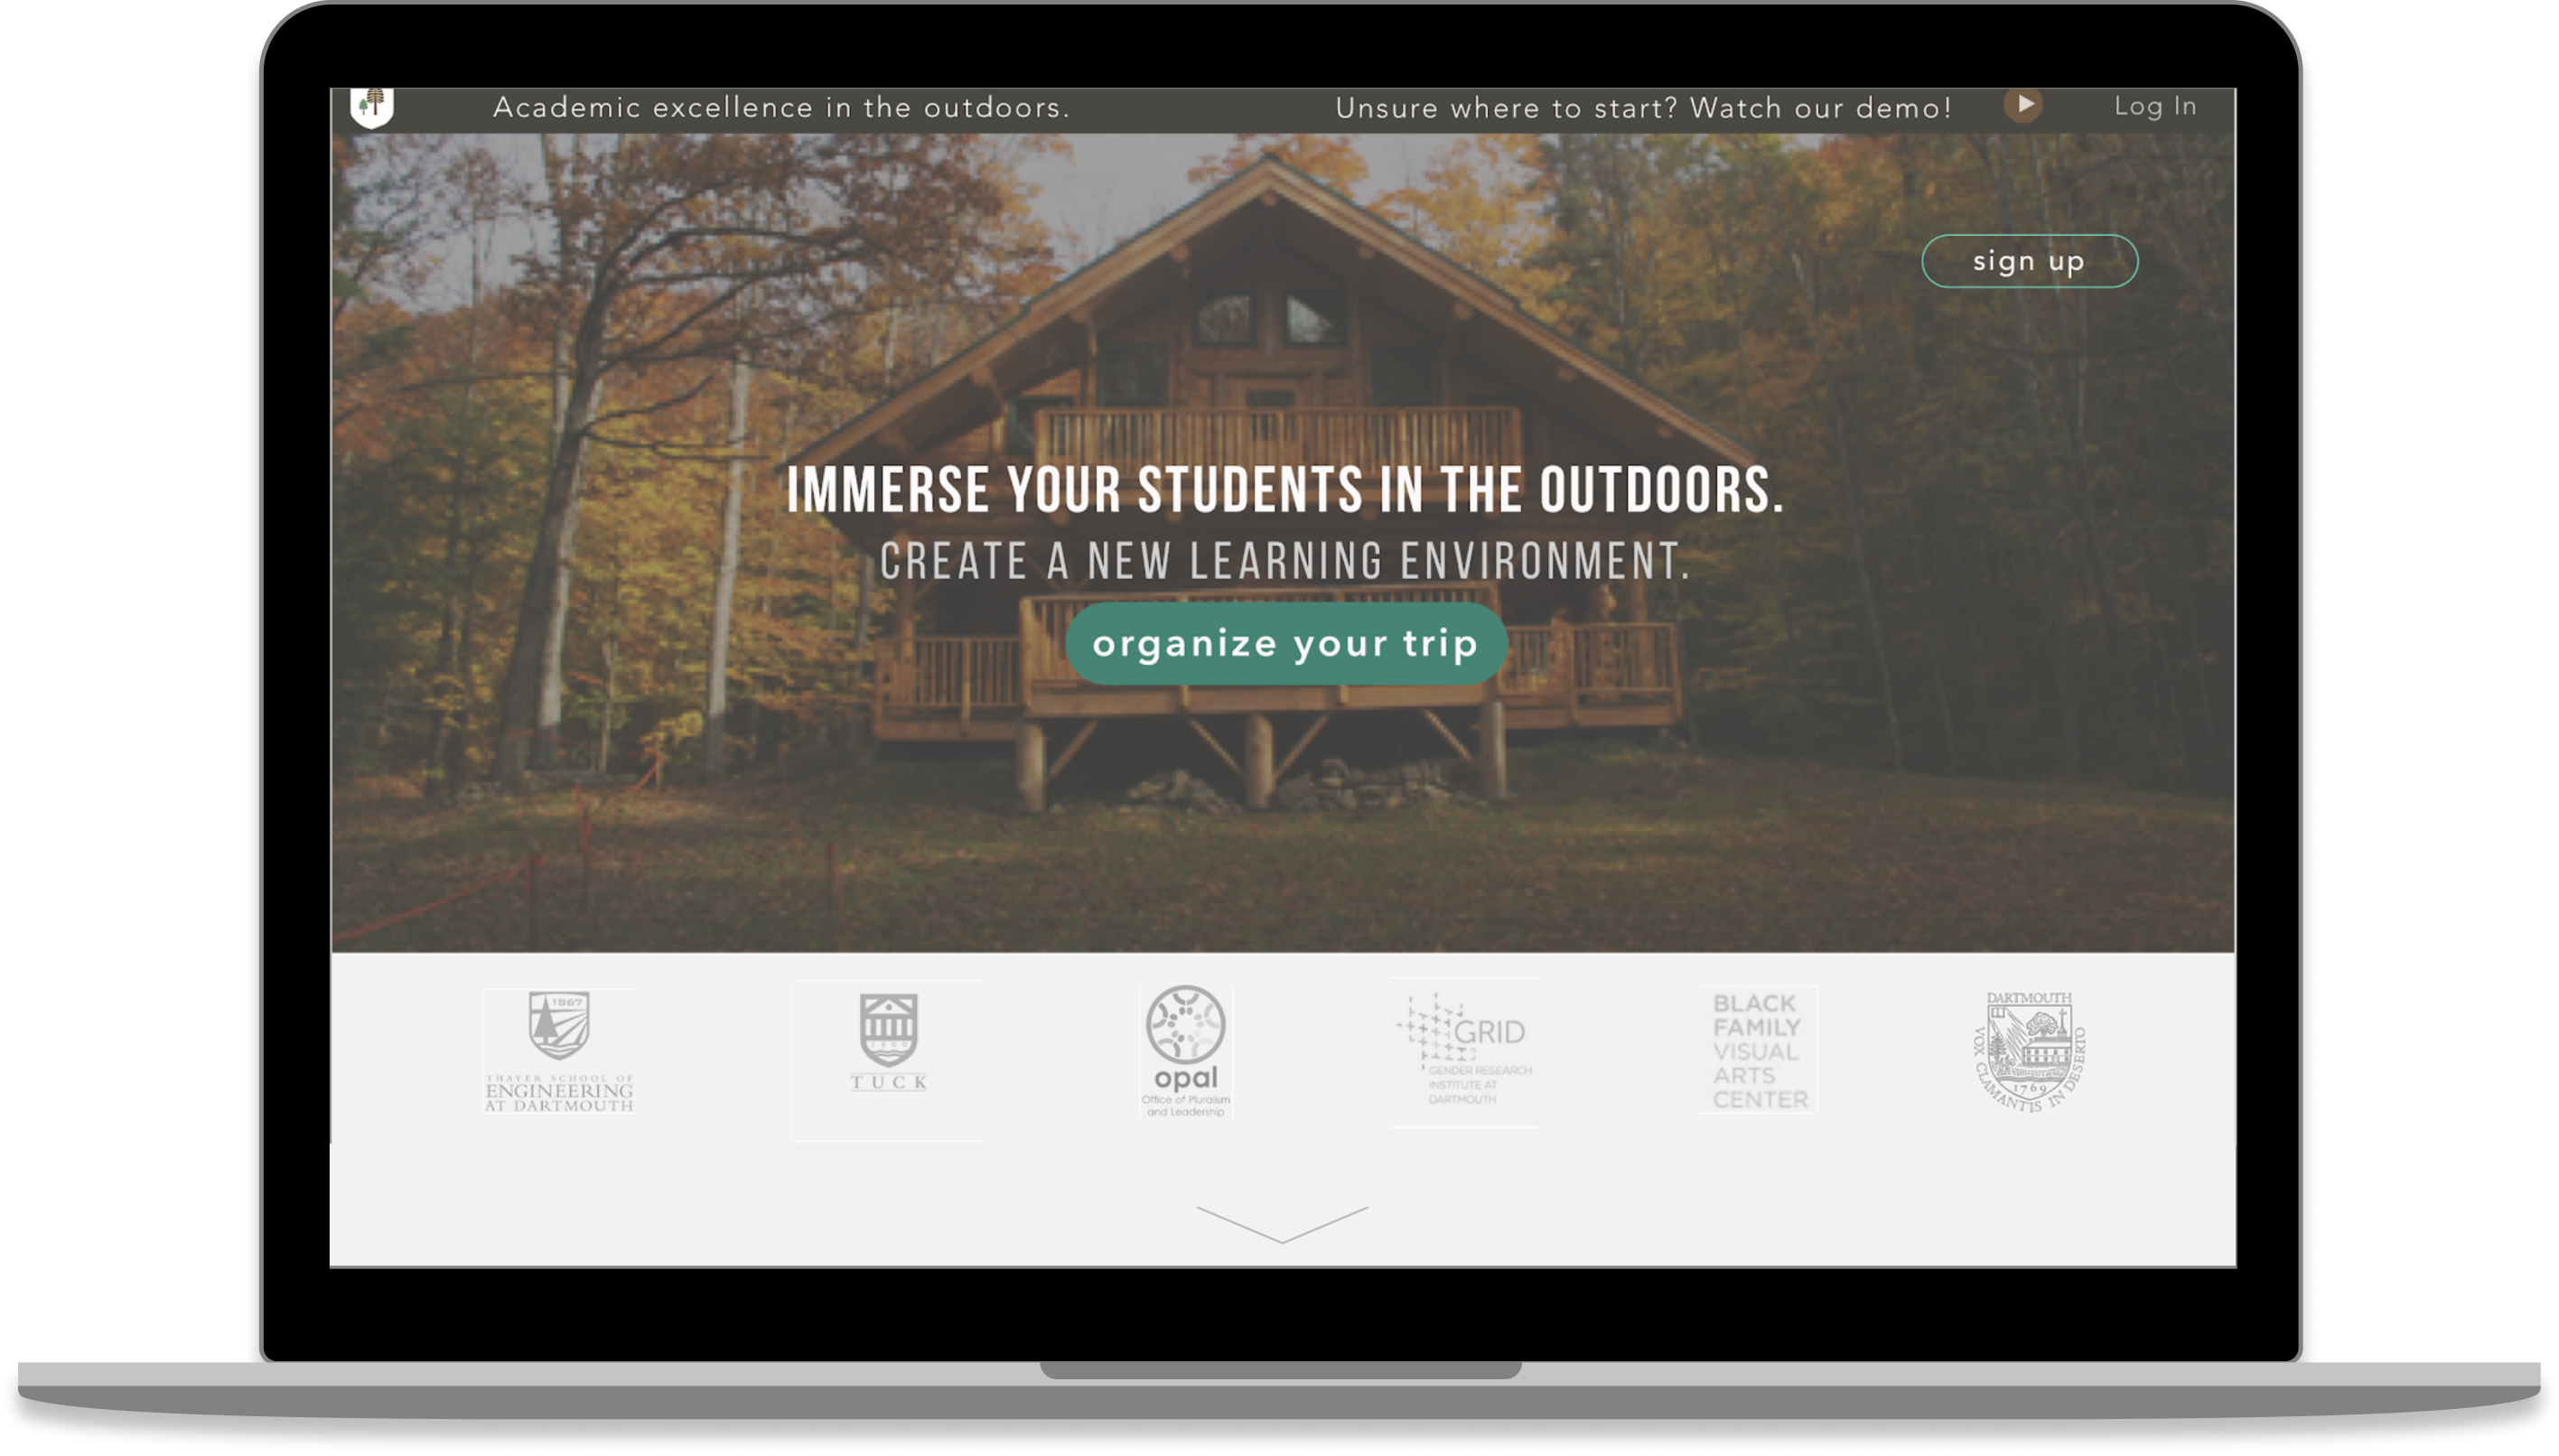 Academic excellence in the outdoors.
Unsure where to start? Watch our demo!
Log In
sign up
IMMERSE YOUR STUDENTS IN THE OUTDOORS.
CREATE A NEW LEARNING ENVIRONMENT.
organize your trip
1867
THAYER SCHOOL OF
ENGINEERING
AT DARTMOUTH
1900
TUCK
opal
Office of Pluralism
and Leadership
GRID
GENDER RESEARCH
INSTITUTE AT
DARTMOUTH
BLACK
FAMILY
VISUAL
ARTS
CENTER
DARTMOUTH
VOX CLAMANTIS IN DESERTO
1769